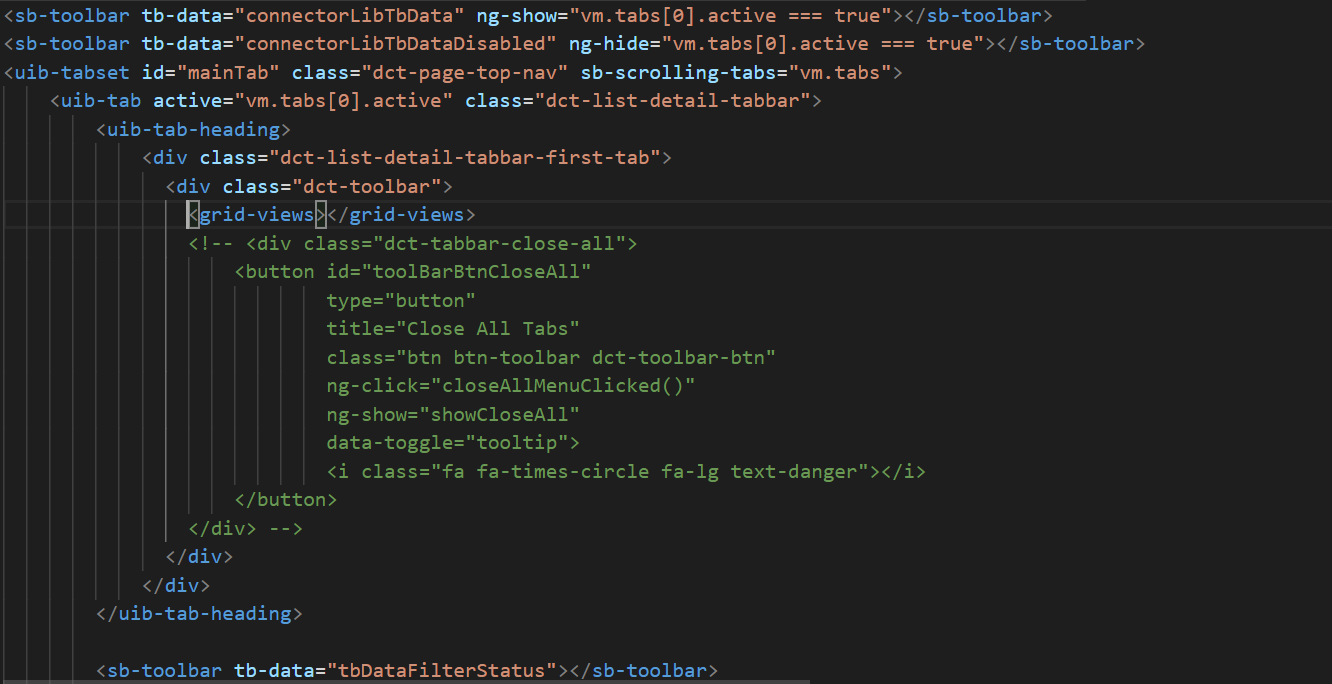 <sb-toolbar tb-data="connectorLibTbData" ng-show="vm.tabs[0].active === true"></sb-toolbar>
<sb-toolbar tb-data="connectorLibTbDataDisabled" ng-hide="vm.tabs[0].active === true"></sb-toolbar>
<uib-tabset id="mainTab" class="dct-page-top-nav" sb-scrolling-tabs="vm.tabs">
    <uib-tab active="vm.tabs[0].active" class="dct-list-detail-tabbar">
        <uib-tab-heading>
            <div class="dct-list-detail-tabbar-first-tab">
              <div class="dct-toolbar">
                <grid-views></grid-views>
                <!-- <div class="dct-tabbar-close-all">
                    <button id="toolBarBtnCloseAll"
                            type="button"
                            title="Close All Tabs"
                            class="btn btn-toolbar dct-toolbar-btn"
                            ng-click="closeAllMenuClicked()"
                            ng-show="showCloseAll"
                            data-toggle="tooltip">
                            <i class="fa fa-times-circle fa-lg text-danger"></i>
                    </button>
                </div> -->
              </div>
            </div>
        </uib-tab-heading>
        <sb-toolbar tb-data="tbDataFilterStatus"></sb-toolbar>